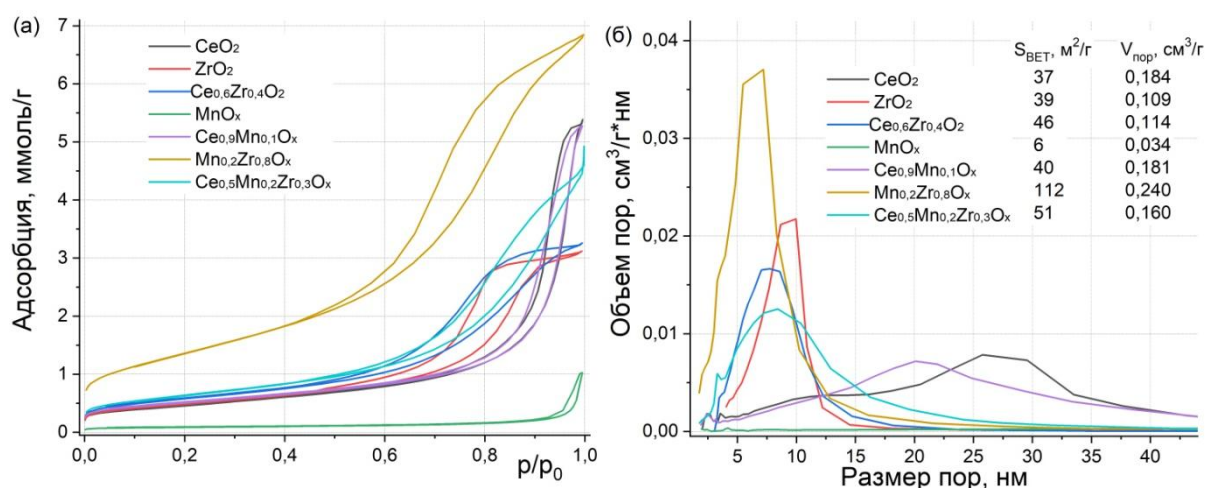 (а)
Адсорбция, ммоль/г
7
6
5
4
3
2
1
0
CeO₂
ZrO₂
Ce₀,₆Zr₀,₄O₂
MnOₓ
Ce₀,₉Mn₀,₁Oₓ
Mn₀,₂Zr₀,₈Oₓ
Ce₀,₅Mn₀,₂Zr₀,₃Oₓ
0,0 0,2 0,4 0,6 0,8 1,0
p/p₀
(б)
Объем пор, см³/г*нм
0,04
0,03
0,02
0,01
0,00
S_BET, м²/г V_пор, см³/г
CeO₂ 37 0,184
ZrO₂ 39 0,109
Ce₀,₆Zr₀,₄O₂ 46 0,114
MnOₓ 6 0,034
Ce₀,₉Mn₀,₁Oₓ 40 0,181
Mn₀,₂Zr₀,₈Oₓ 112 0,240
Ce₀,₅Mn₀,₂Zr₀,₃Oₓ 51 0,160
5 10 15 20 25 30 35 40
Размер пор, нм